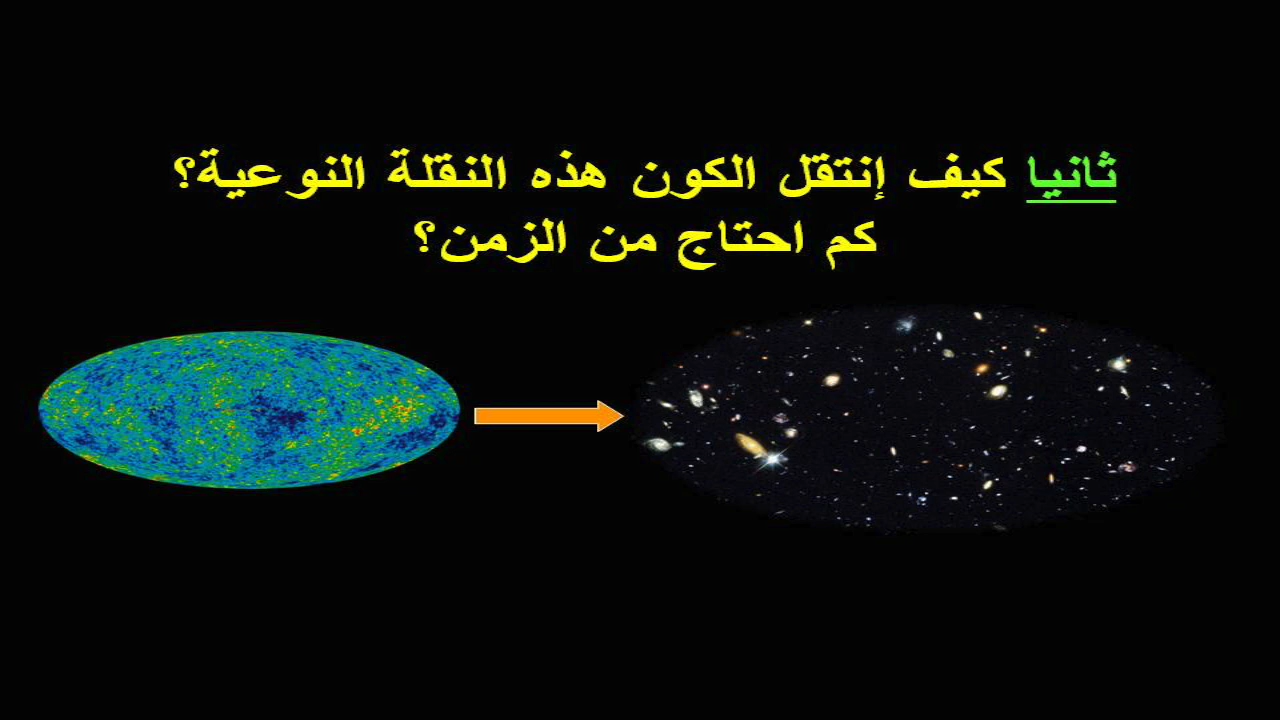 ثانيا كيف إنتقل الكون هذه النقلة النوعية؟
كم احتاج من الزمن؟